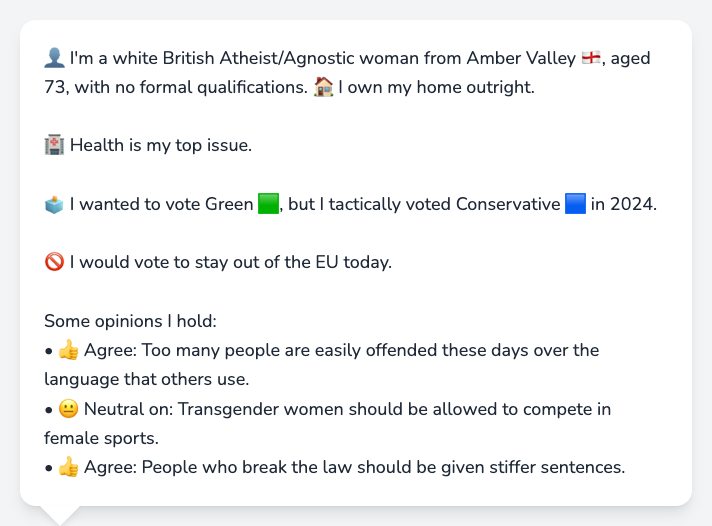 👤 I'm a white British Atheist/Agnostic woman from Amber Valley 🏴󠁧󠁢󠁥󠁮󠁧󠁿, aged
73, with no formal qualifications. 🏠 I own my home outright.
🏥 Health is my top issue.
🗳️ I wanted to vote Green 🟩, but I tactically voted Conservative 🟦 in 2024.
🚫 I would vote to stay out of the EU today.
Some opinions I hold:
• 👍 Agree: Too many people are easily offended these days over the
language that others use.
• 😐 Neutral on: Transgender women should be allowed to compete in
female sports.
• 👍 Agree: People who break the law should be given stiffer sentences.